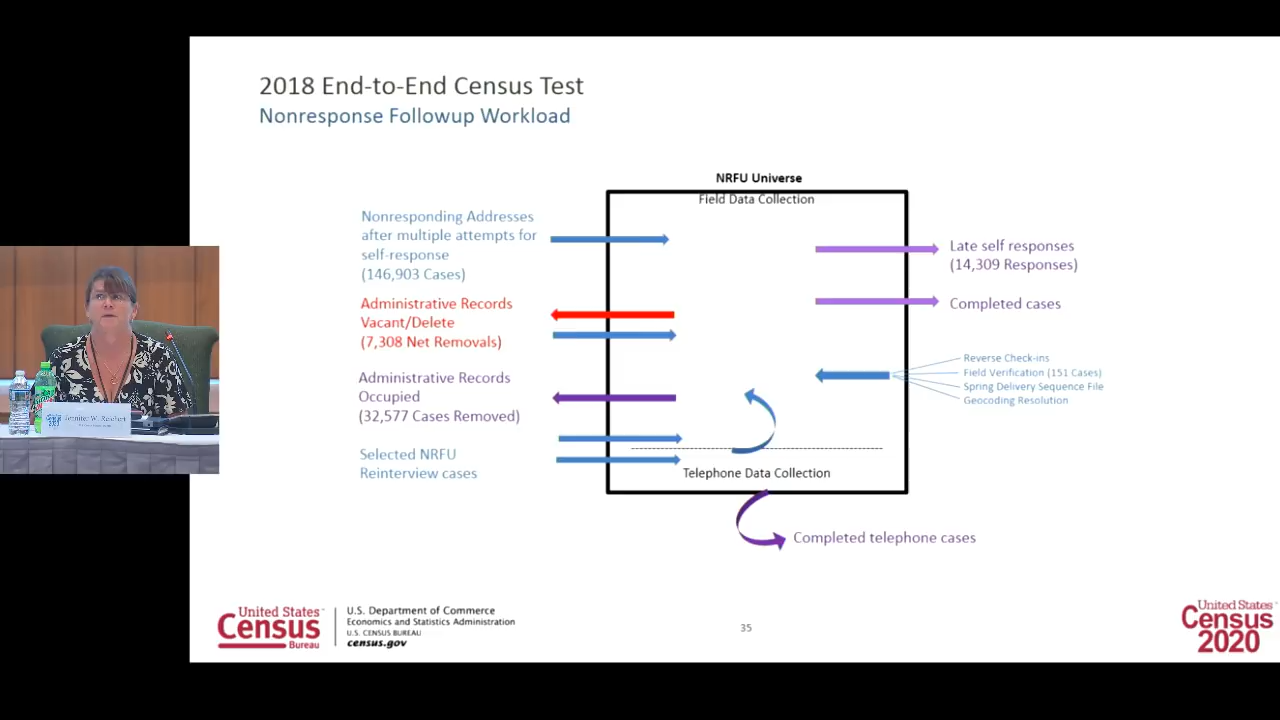 2018 End-to-End Census Test
Nonresponse Followup Workload
NRFU Universe
Field Data Collection
Nonresponding Addresses
after multiple attempts for
self-response
(146,903 Cases)
Administrative Records
Vacant/Delete
(7,308 Net Removals)
Administrative Records
Occupied
(32,577 Cases Removed)
Selected NRFU
Reinterview cases
Late self responses
(14,309 Responses)
Completed cases
Reverse Check-ins
Field Verification (151 Cases)
Spring Delivery Sequence File
Geocoding Resolution
Telephone Data Collection
Completed telephone cases
Jennifer W. Reichert
United States™
Census
Bureau
U.S. Department of Commerce
Economics and Statistics Administration
U.S. CENSUS BUREAU
census.gov
35
United States™
Census
2020